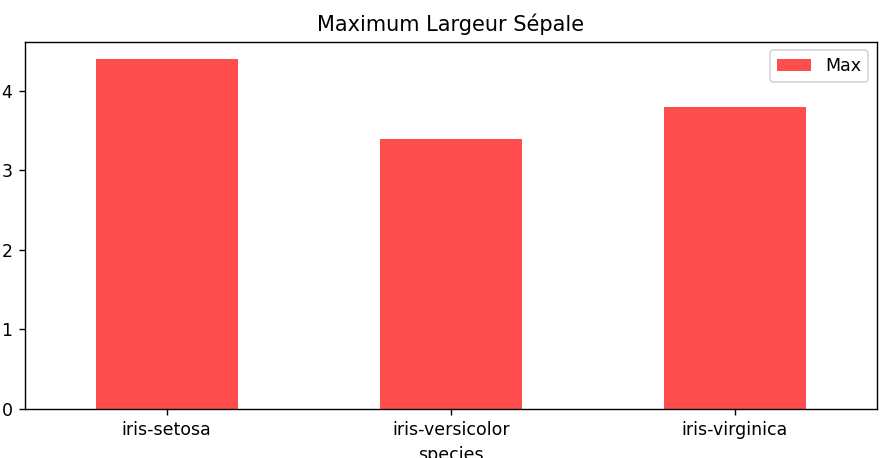 Maximum Largeur Sépale
Max
4
3
2
1
0
iris-setosa
iris-versicolor
iris-virginica
species